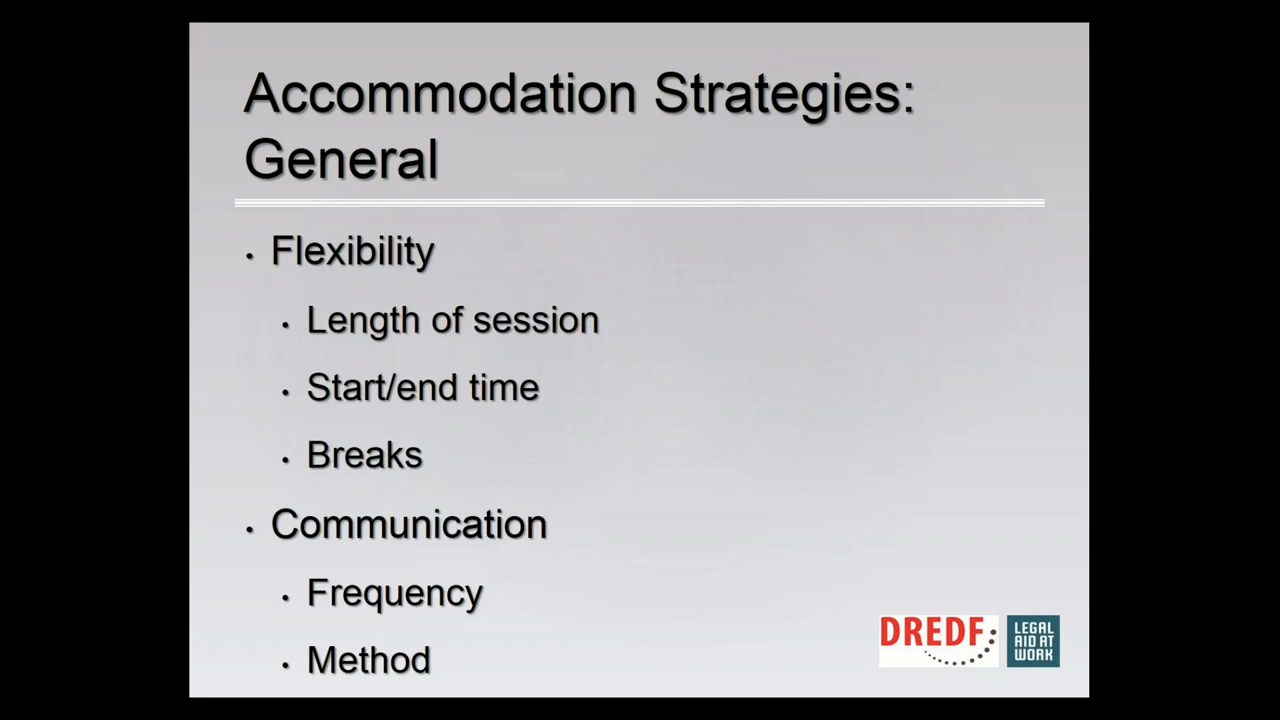 Accommodation Strategies:
General
• Flexibility
• Length of session
• Start/end time
• Breaks
• Communication
• Frequency
• Method
DREDF
LEGAL
AID AT
WORK